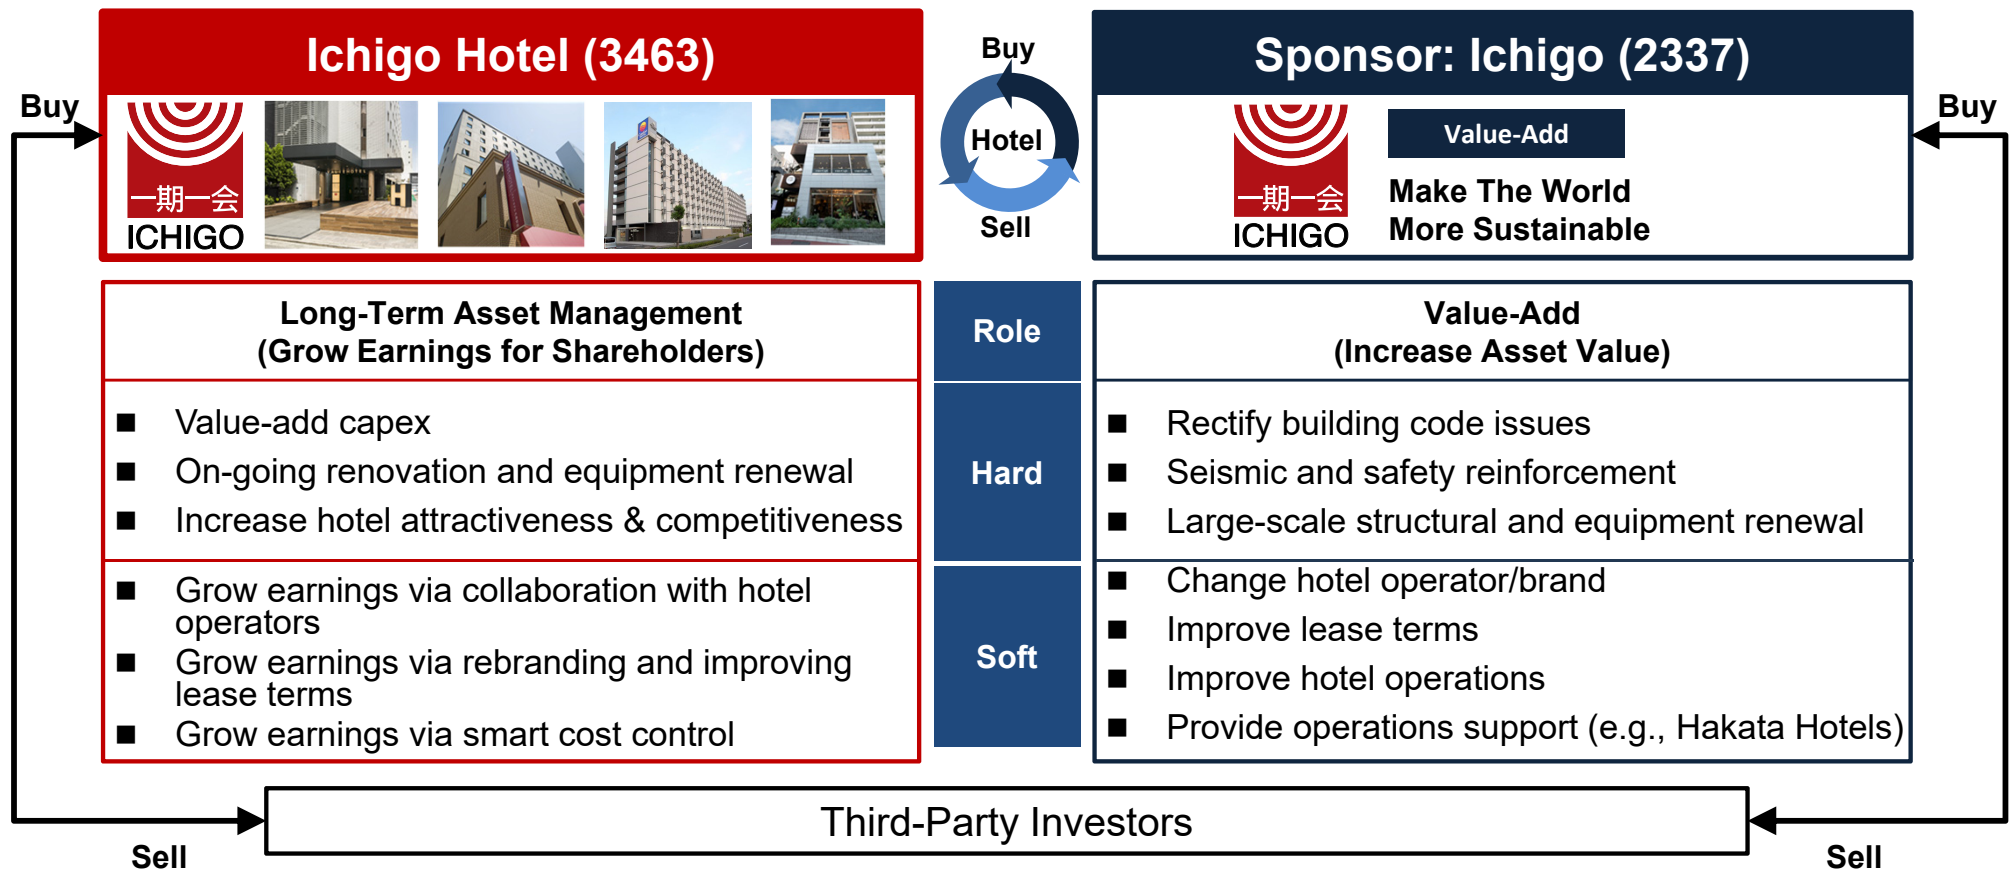 Ichigo Hotel (3463)
Buy
Sponsor: Ichigo (2337)
Buy
一期一会
ICHIGO
Hotel
Sell
一期一会
ICHIGO
Value-Add
Make The World
More Sustainable
Buy
Long-Term Asset Management
(Grow Earnings for Shareholders)
Role
Value-Add
(Increase Asset Value)
■ Value-add capex
■ On-going renovation and equipment renewal
■ Increase hotel attractiveness & competitiveness
Hard
■ Rectify building code issues
■ Seismic and safety reinforcement
■ Large-scale structural and equipment renewal
■ Grow earnings via collaboration with hotel
operators
■ Grow earnings via rebranding and improving
lease terms
■ Grow earnings via smart cost control
Soft
■ Change hotel operator/brand
■ Improve lease terms
■ Improve hotel operations
■ Provide operations support (e.g., Hakata Hotels)
Third-Party Investors
Sell
Sell